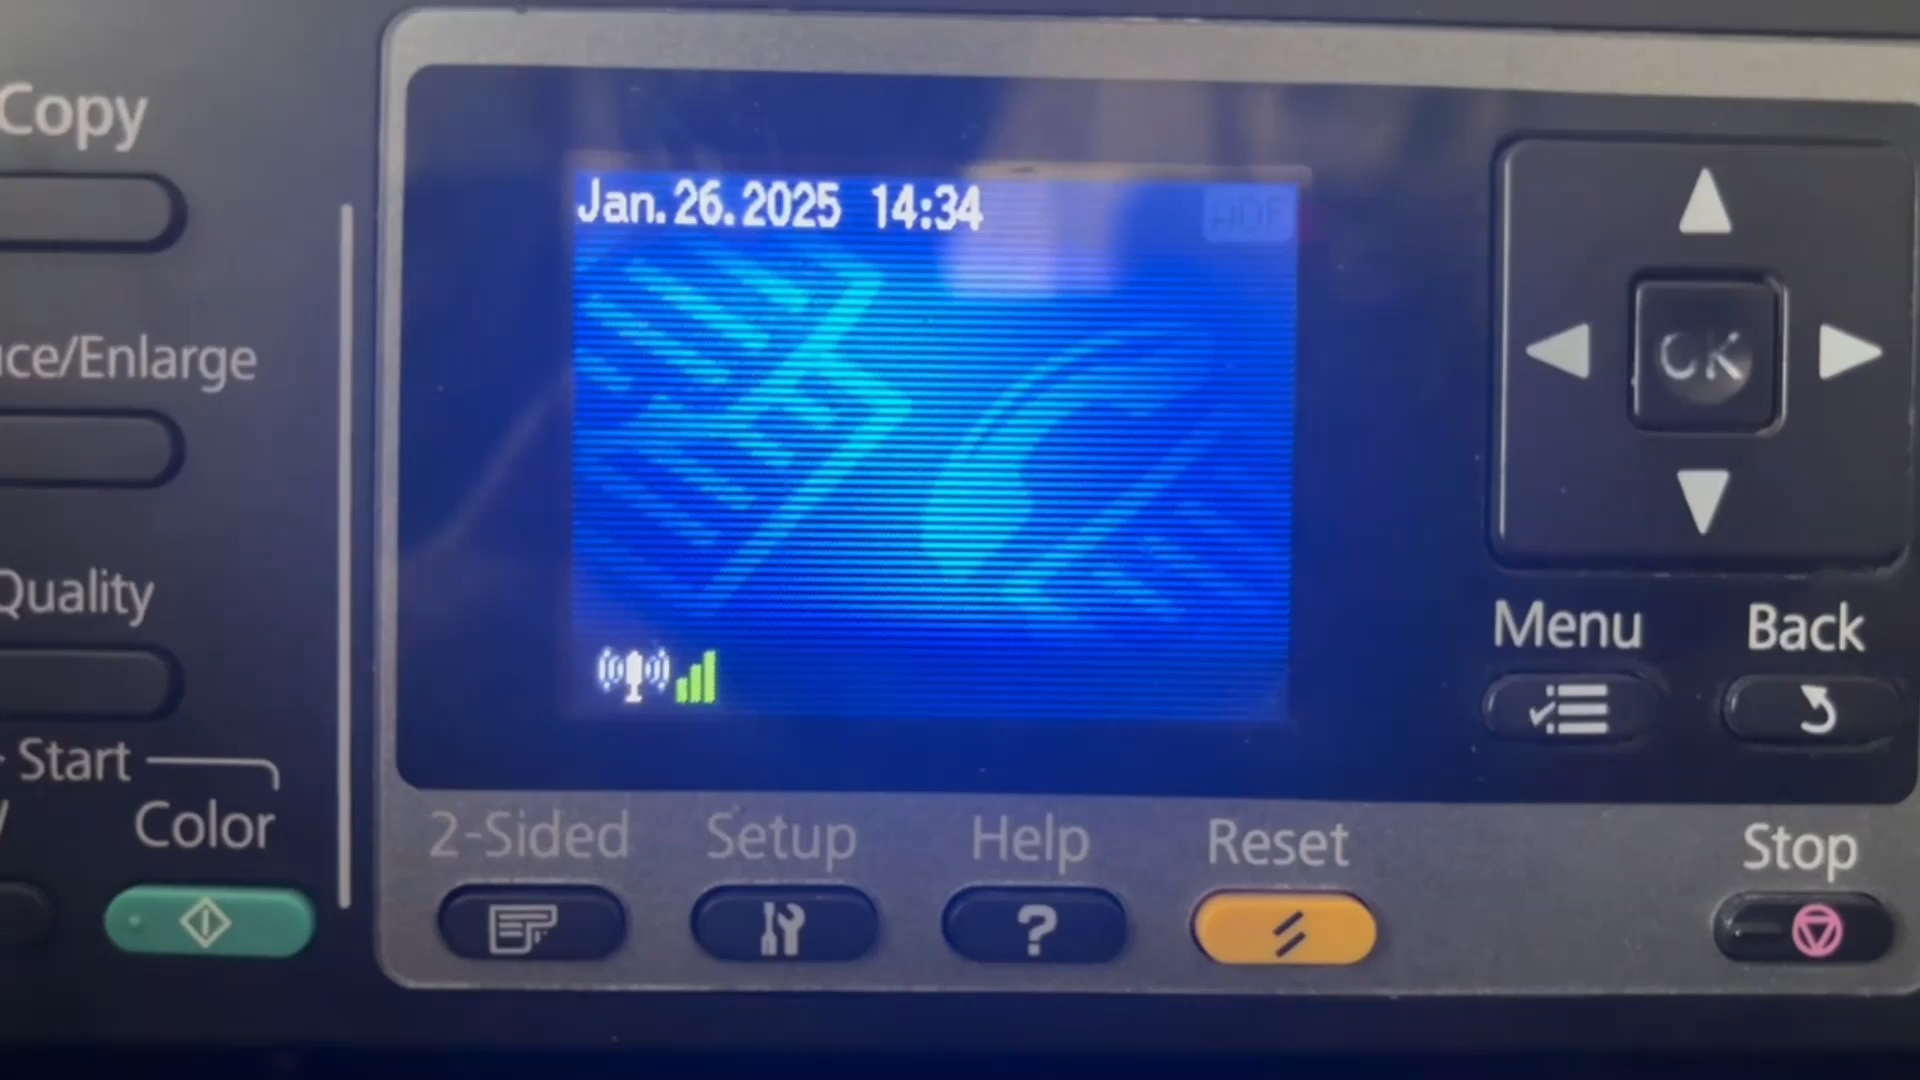 Copy
Jan.26.2025 14:34
ADF
OK
/Enlarge
Quality
Menu Back
Start
Color
2-Sided Setup Help Reset Stop